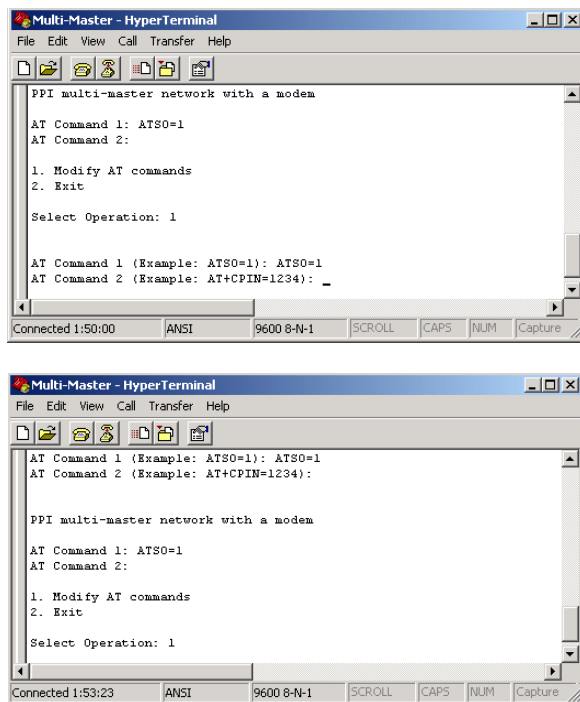 Multi-Master - HyperTerminal
File Edit View Call Transfer Help
PPI multi-master network with a modem
AT Command 1: ATS0=1
AT Command 2:
1. Modify AT commands
2. Exit
Select Operation: 1
AT Command 1 (Example: ATS0=1): ATS0=1
AT Command 2 (Example: AT+CPIN=1234): _
Connected 1:50:00 ANSI 9600 8-N-1 SCROLL CAPS NUM Capture
Multi-Master - HyperTerminal
File Edit View Call Transfer Help
AT Command 1 (Example: ATS0=1): ATS0=1
AT Command 2 (Example: AT+CPIN=1234):
PPI multi-master network with a modem
AT Command 1: ATS0=1
AT Command 2:
1. Modify AT commands
2. Exit
Select Operation: 1
Connected 1:53:23 ANSI 9600 8-N-1 SCROLL CAPS NUM Capture